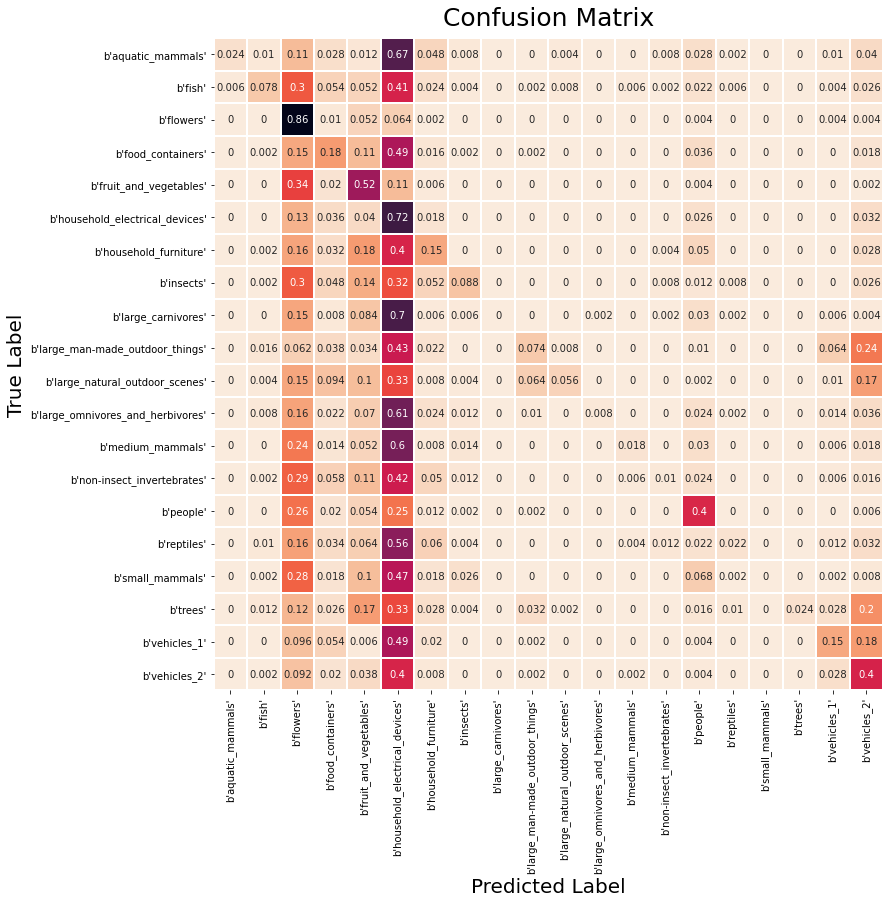 Confusion Matrix
True Label
b'aquatic_mammals' 0.024 0.01 0.11 0.028 0.012 0.67 0.048 0.008 0 0 0.004 0 0 0.008 0.028 0.002 0 0 0.01 0.04
b'fish' 0.006 0.078 0.3 0.054 0.052 0.41 0.024 0.004 0 0.002 0.008 0 0.006 0.002 0.022 0.006 0 0 0.004 0.026
b'flowers' 0 0 0.86 0.01 0.052 0.064 0.002 0 0 0 0 0 0 0 0.004 0 0 0 0.004 0.004
b'food_containers' 0 0.002 0.15 0.18 0.11 0.49 0.016 0.002 0 0.002 0 0 0 0 0.036 0 0 0 0 0.018
b'fruit_and_vegetables' 0 0 0.34 0.02 0.52 0.11 0.006 0 0 0 0 0 0 0 0.004 0 0 0 0 0.002
b'household_electrical_devices' 0 0 0.13 0.036 0.04 0.72 0.018 0 0 0 0 0 0 0 0.026 0 0 0 0 0.032
b'household_furniture' 0 0.002 0.16 0.032 0.18 0.4 0.15 0 0 0 0 0 0 0.004 0.05 0 0 0 0 0.028
b'insects' 0 0.002 0.3 0.048 0.14 0.32 0.052 0.088 0 0 0 0 0 0.008 0.012 0.008 0 0 0 0.026
b'large_carnivores' 0 0 0.15 0.008 0.084 0.7 0.006 0.006 0 0 0 0.002 0 0.002 0.03 0.002 0 0 0.006 0.004
b'large_man-made_outdoor_things' 0 0.016 0.062 0.038 0.034 0.43 0.022 0 0 0.074 0.008 0 0 0 0.01 0 0 0 0.064 0.24
b'large_natural_outdoor_scenes' 0 0.004 0.15 0.094 0.1 0.33 0.008 0.004 0 0.064 0.056 0 0 0 0.002 0 0 0 0.01 0.17
b'large_omnivores_and_herbivores' 0 0.008 0.16 0.022 0.07 0.61 0.024 0.012 0 0.01 0 0.008 0 0 0.024 0.002 0 0 0.014 0.036
b'medium_mammals' 0 0 0.24 0.014 0.052 0.6 0.008 0.014 0 0 0 0 0.018 0 0.03 0 0 0 0.006 0.018
b'non-insect_invertebrates' 0 0.002 0.29 0.058 0.11 0.42 0.05 0.012 0 0 0 0 0.006 0.01 0.024 0 0 0 0.006 0.016
b'people' 0 0 0.26 0.02 0.054 0.25 0.012 0.002 0 0.002 0 0 0 0 0.4 0 0 0 0 0.006
b'reptiles' 0 0.01 0.16 0.034 0.064 0.56 0.06 0.004 0 0 0 0 0.004 0.012 0.022 0.022 0 0 0.012 0.032
b'small_mammals' 0 0.002 0.28 0.018 0.1 0.47 0.018 0.026 0 0 0 0 0 0 0.068 0.002 0 0 0.002 0.008
b'trees' 0 0.012 0.12 0.026 0.17 0.33 0.028 0.004 0 0.032 0.002 0 0 0 0.016 0.01 0 0.024 0.028 0.2
b'vehicles_1' 0 0 0.096 0.054 0.006 0.49 0.02 0 0 0.002 0 0 0 0 0.004 0 0 0 0.15 0.18
b'vehicles_2' 0 0.002 0.092 0.02 0.038 0.4 0.008 0 0 0.002 0 0 0.002 0 0.004 0 0 0 0.028 0.4
b'aquatic_mammals'
b'fish'
b'flowers'
b'food_containers'
b'fruit_and_vegetables'
b'household_electrical_devices'
b'household_furniture'
b'insects'
b'large_carnivores'
b'large_man-made_outdoor_things'
b'large_natural_outdoor_scenes'
b'large_omnivores_and_herbivores'
b'medium_mammals'
b'non-insect_invertebrates'
b'people'
b'reptiles'
b'small_mammals'
b'trees'
b'vehicles_1'
b'vehicles_2'
Predicted Label